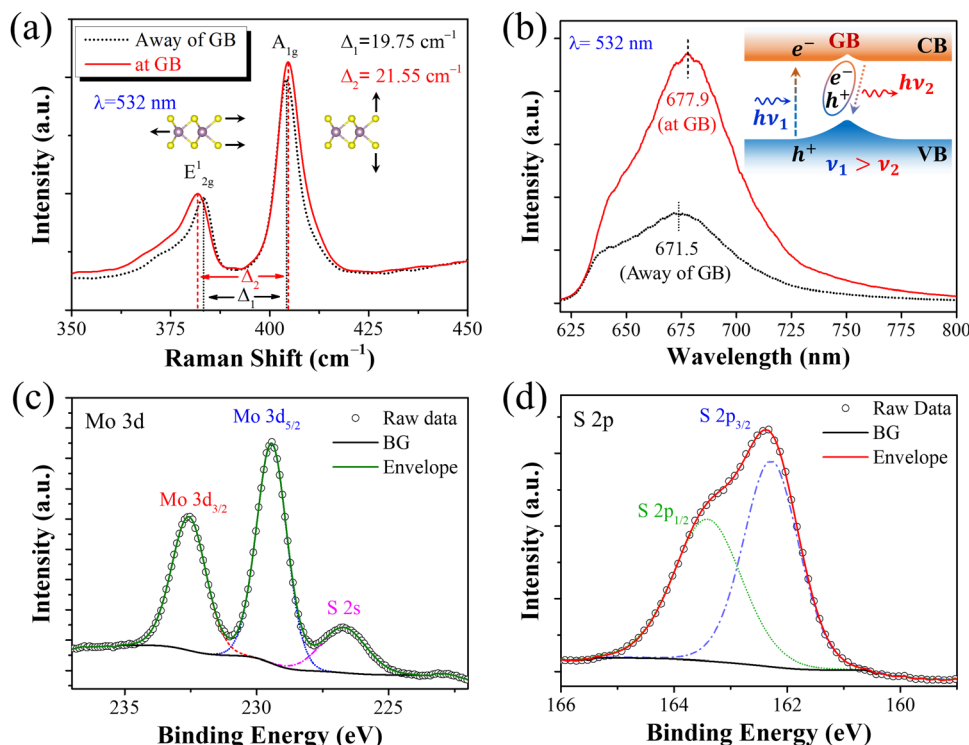 (a)
Away of GB
at GB
λ=532 nm
A1g
Δ1=19.75 cm−1
Δ2= 21.55 cm−1
E12g
Δ2
Δ1
Intensity (a.u.)
350 375 400 425 450
Raman Shift (cm−1)
(b)
λ= 532 nm
677.9
(at GB)
671.5
(Away of GB)
e− GB CB
e−
h+
hν1
hν2
h+ ν1 > ν2 VB
Intensity (a.u.)
625 650 675 700 725 750 775 800
Wavelength (nm)
(c)
Mo 3d
Mo 3d5/2
Mo 3d3/2
S 2s
Raw data
BG
Envelope
Intensity (a.u.)
235 230 225
Binding Energy (eV)
(d)
S 2p
S 2p3/2
S 2p1/2
Raw Data
BG
Envelope
Intensity (a.u.)
166 164 162 160
Binding Energy (eV)